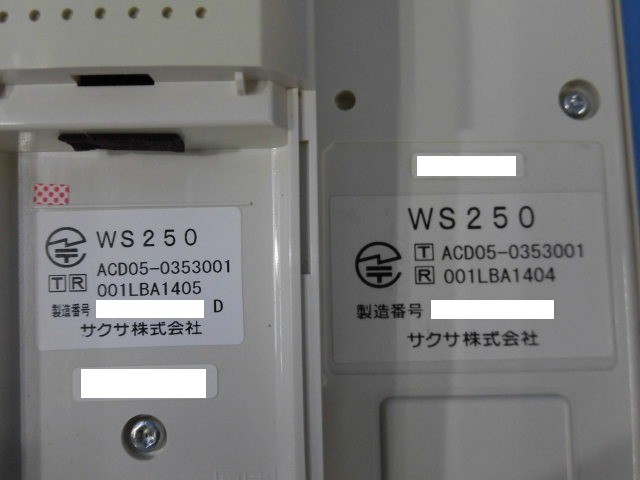 WS250
T R ACD05-0353001
001LBA1405
製造番号 D
サクサ株式会社
WS250
T ACD05-0353001
R 001LBA1404
製造番号
サクサ株式会社